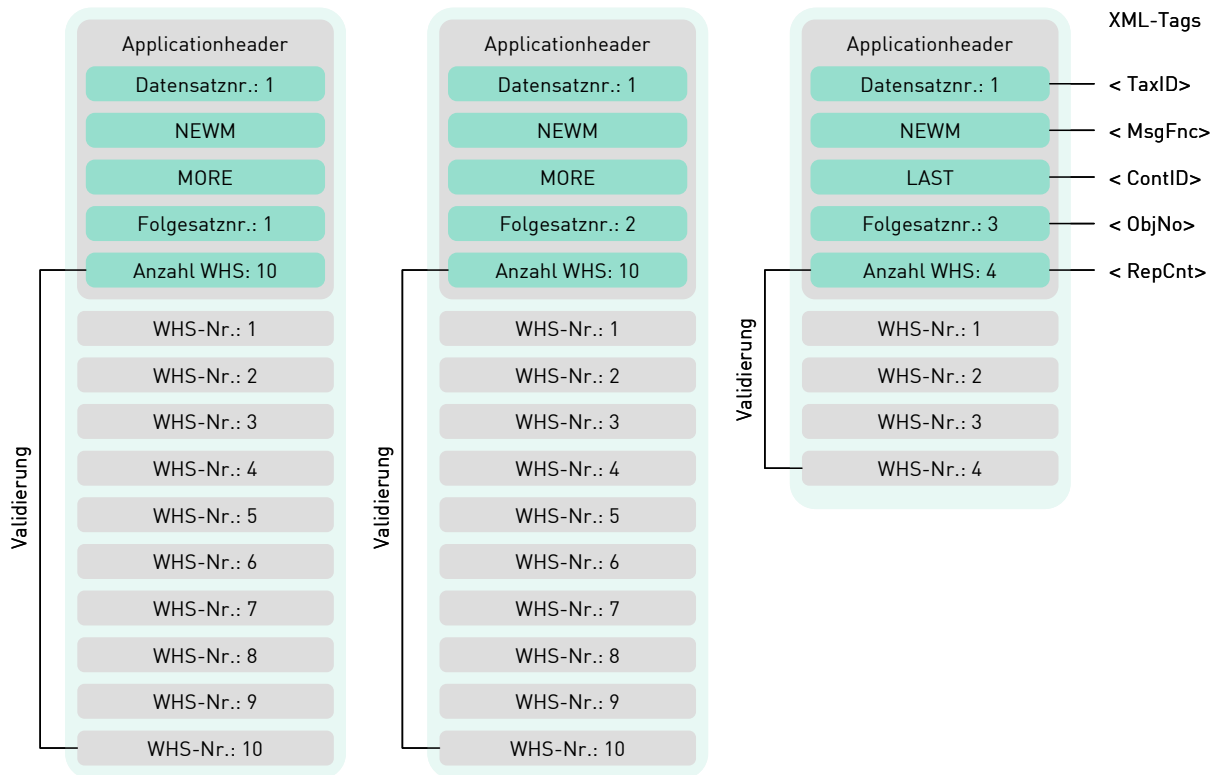 Applicationheader
Datensatznr.: 1
NEWM
MORE
Folgesatznr.: 1
Anzahl WHS: 10
WHS-Nr.: 1
WHS-Nr.: 2
WHS-Nr.: 3
WHS-Nr.: 4
WHS-Nr.: 5
WHS-Nr.: 6
WHS-Nr.: 7
WHS-Nr.: 8
WHS-Nr.: 9
WHS-Nr.: 10
Validierung
Applicationheader
Datensatznr.: 1
NEWM
MORE
Folgesatznr.: 2
Anzahl WHS: 10
WHS-Nr.: 1
WHS-Nr.: 2
WHS-Nr.: 3
WHS-Nr.: 4
WHS-Nr.: 5
WHS-Nr.: 6
WHS-Nr.: 7
WHS-Nr.: 8
WHS-Nr.: 9
WHS-Nr.: 10
Validierung
Applicationheader
Datensatznr.: 1
NEWM
LAST
Folgesatznr.: 3
Anzahl WHS: 4
WHS-Nr.: 1
WHS-Nr.: 2
WHS-Nr.: 3
WHS-Nr.: 4
Validierung
XML-Tags
< TaxID>
< MsgFnc>
< ContID>
< ObjNo>
< RepCnt>